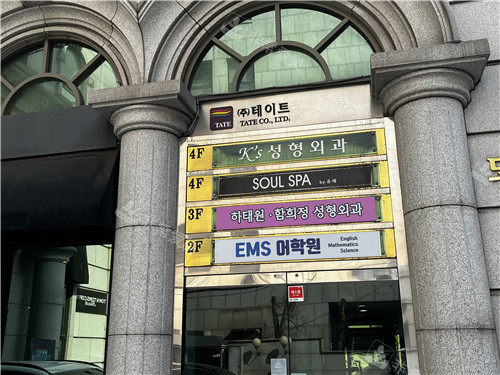 (주)테이트
TATE
TATE CO., LTD.
4F
K's 성형외과
4F
SOUL SPA
3F
하태원·함희정 성형외과
2F
EMS 어학원
English
Mathematics
Science